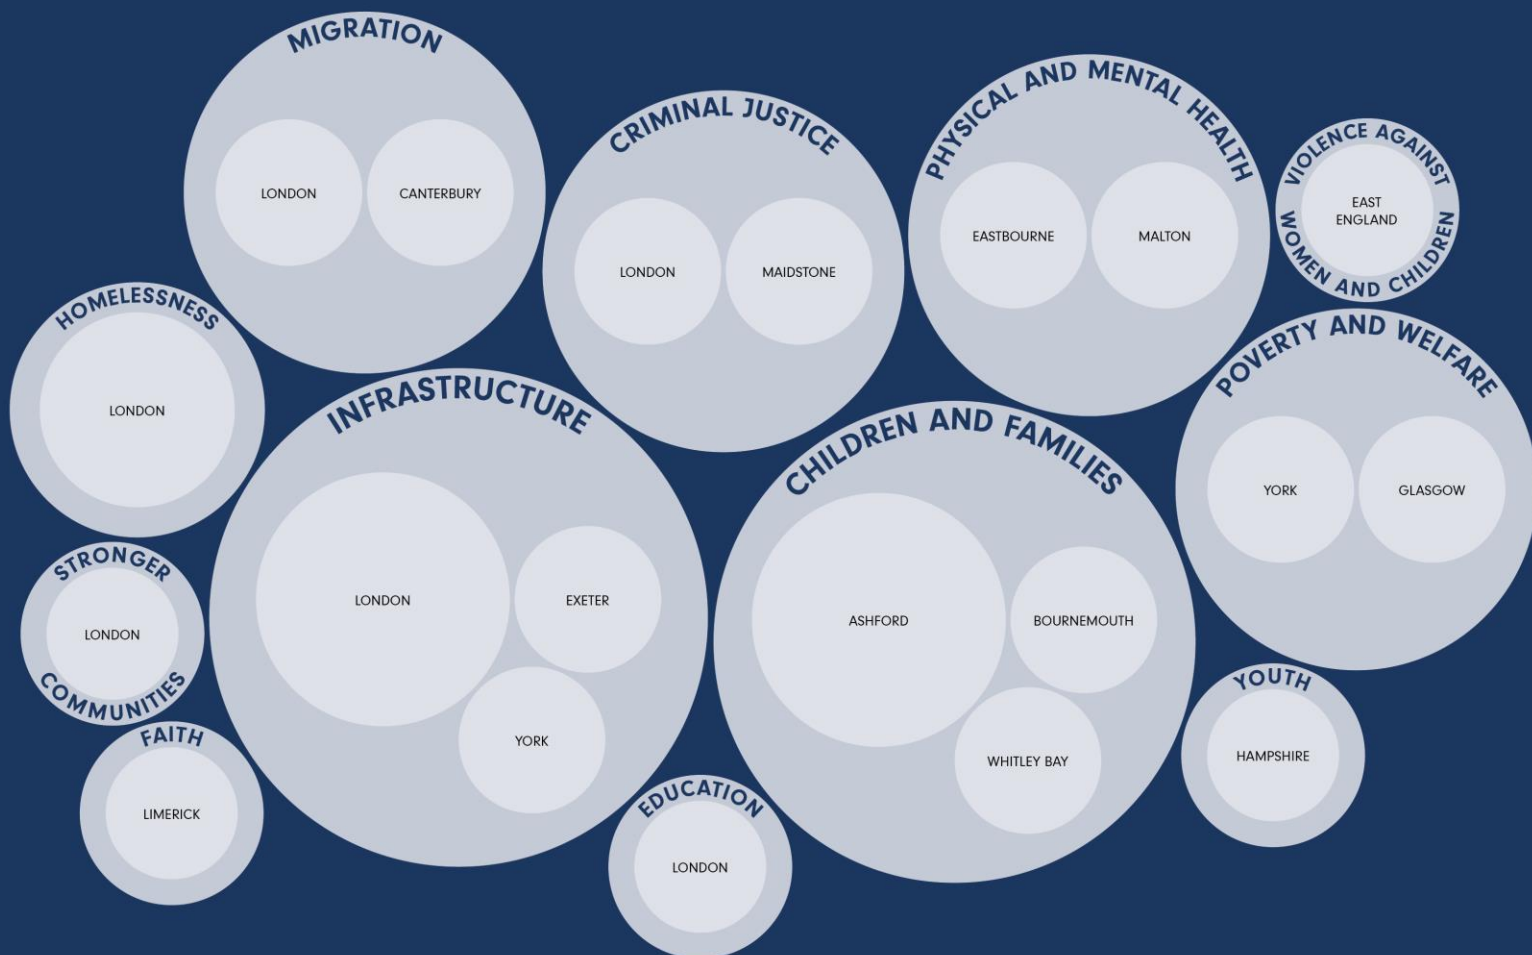 MIGRATION
LONDON
CANTERBURY
CRIMINAL JUSTICE
LONDON
MAIDSTONE
PHYSICAL AND MENTAL HEALTH
EASTBOURNE
MALTON
VIOLENCE AGAINST
EAST
ENGLAND
WOMEN AND CHILDREN
HOMELESSNESS
LONDON
INFRASTRUCTURE
LONDON
EXETER
YORK
CHILDREN AND FAMILIES
ASHFORD
BOURNEMOUTH
WHITLEY BAY
POVERTY AND WELFARE
YORK
GLASGOW
STRONGER
LONDON
COMMUNITIES
FAITH
LIMERICK
EDUCATION
LONDON
YOUTH
HAMPSHIRE